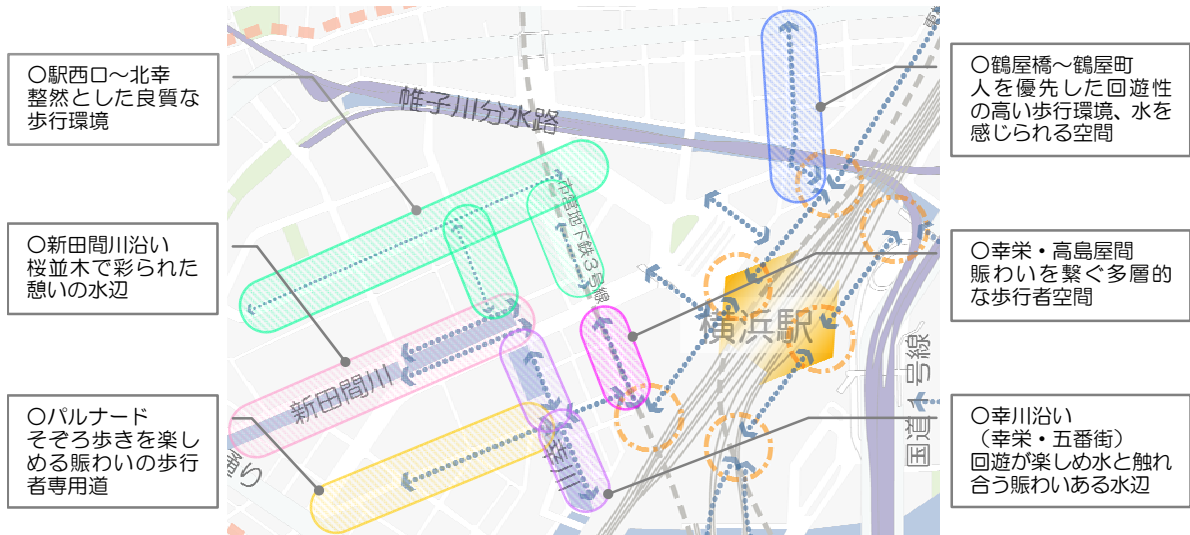 〇駅西口～北幸
整然とした良質な
歩行環境
〇新田間川沿い
桜並木で彩られた
憩いの水辺
〇パルナード
そぞろ歩きを楽し
める賑わいの歩行
者専用道
帷子川分水路
市営地下鉄3号線
横浜駅
新田間川
幸川
通り
国道1号線
〇鶴屋橋～鶴屋町
人を優先した回遊性
の高い歩行環境、水を
感じられる空間
〇幸栄・高島屋間
賑わいを繋ぐ多層的
な歩行者空間
〇幸川沿い
（幸栄・五番街）
回遊が楽しめ水と触れ
合う賑わいある水辺